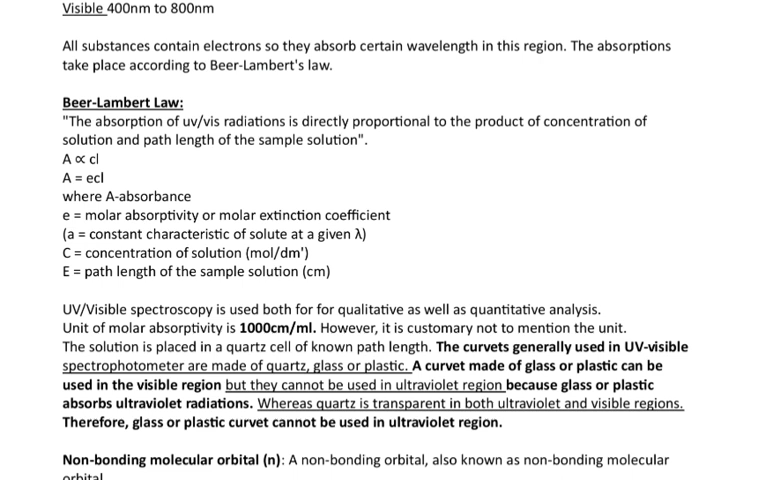 Visible 400nm to 800nm
All substances contain electrons so they absorb certain wavelength in this region. The absorptions
take place according to Beer-Lambert's law.
Beer-Lambert Law:
"The absorption of uv/vis radiations is directly proportional to the product of concentration of
solution and path length of the sample solution".
A ∝ cl
A = ecl
where A-absorbance
e = molar absorptivity or molar extinction coefficient
(a = constant characteristic of solute at a given λ)
C = concentration of solution (mol/dm')
E = path length of the sample solution (cm)
UV/Visible spectroscopy is used both for for qualitative as well as quantitative analysis.
Unit of molar absorptivity is 1000cm/ml. However, it is customary not to mention the unit.
The solution is placed in a quartz cell of known path length. The curvets generally used in UV-visible
spectrophotometer are made of quartz, glass or plastic. A curvet made of glass or plastic can be
used in the visible region but they cannot be used in ultraviolet region because glass or plastic
absorbs ultraviolet radiations. Whereas quartz is transparent in both ultraviolet and visible regions.
Therefore, glass or plastic curvet cannot be used in ultraviolet region.
Non-bonding molecular orbital (n): A non-bonding orbital, also known as non-bonding molecular
orbital